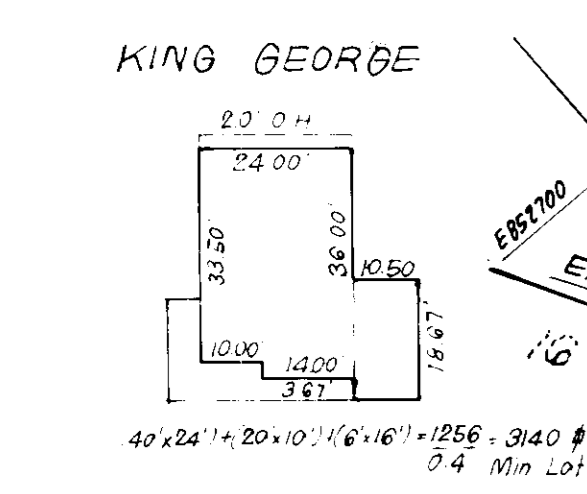 KING GEORGE
2.0' O H
24.00'
33.50'
36.00'
10.50
18.67'
10.00'
14.00'
3.67'
E852700
40'x24')+(20'x10')+(6'x16') = 1256 = 3140 ⏍
0.4 Min Lot